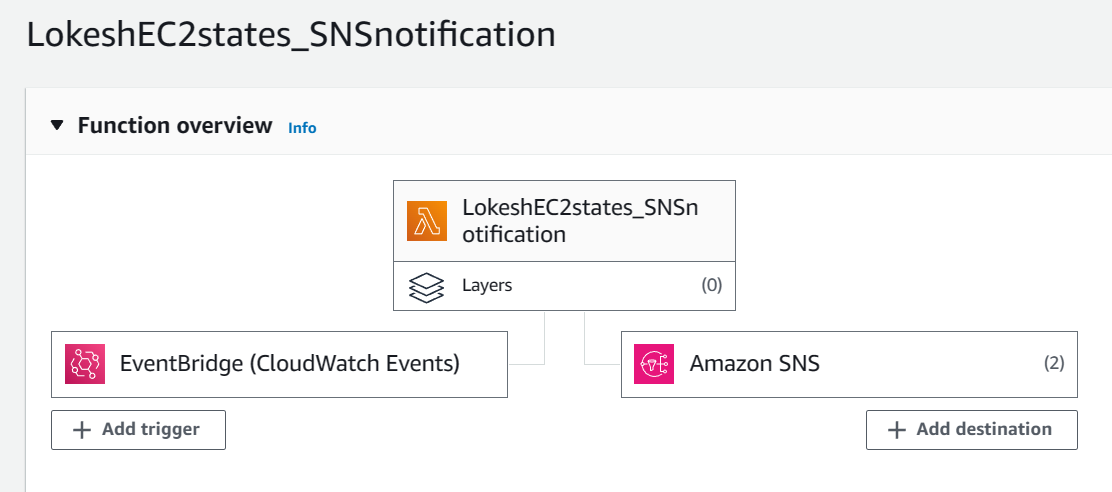 LokeshEC2states_SNSnotification
Function overview Info
LokeshEC2states_SNSn
otification
Layers (0)
EventBridge (CloudWatch Events)
Amazon SNS (2)
Add trigger
Add destination